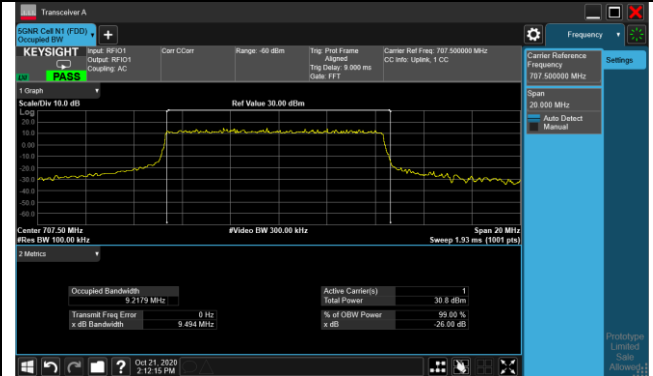 Transceiver A
5GNR Cell N1 (FDD)
Occupied BW
Frequency
KEYSIGHT
PASS
Input: RFIO1
Output: RFIO1
Coupling: AC
Corr CCorr
Range: -60 dBm
Trig: Prot Frame
Aligned
Trig Delay: 9.000 ms
Gate: FFT
Carrier Ref Freq: 707.500000 MHz
CC Info: Uplink, 1 CC
Carrier Reference
Frequency
707.500000 MHz
Settings
Span
20.000 MHz
Auto Detect
Manual
1 Graph
Scale/Div 10.0 dB
Ref Value 30.00 dBm
Log
20.0
10.0
0.00
-10.0
-20.0
-30.0
-40.0
-50.0
-60.0
Center 707.50 MHz
#Video BW 300.00 kHz
Span 20 MHz
#Res BW 100.00 kHz
Sweep 1.93 ms (1001 pts)
2 Metrics
Occupied Bandwidth
9.2179 MHz
Active Carrier(s) 1
Total Power 30.8 dBm
Transmit Freq Error 0 Hz
x dB Bandwidth 9.494 MHz
% of OBW Power 99.00 %
x dB -26.00 dB
Prototype
Limited
Sale
Allowed
?
Oct 21, 2020
2:12:15 PM